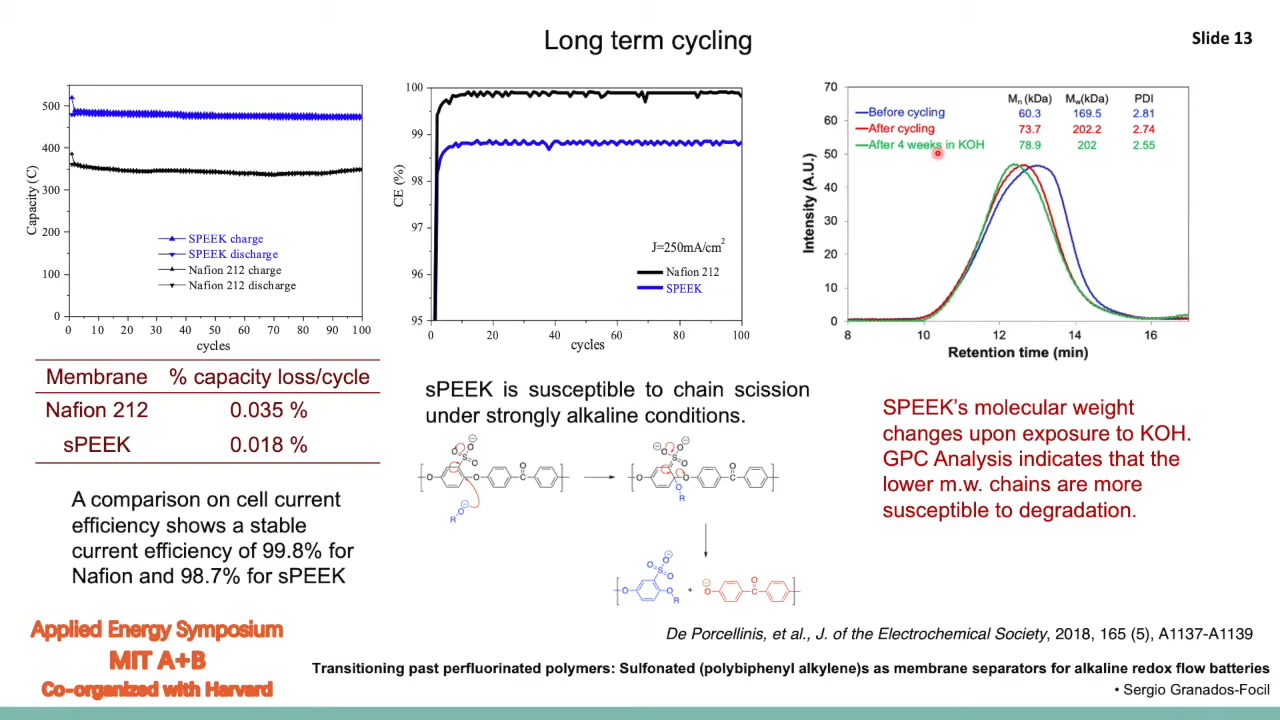 Long term cycling
Slide 13
500
400
300
200
100
0
0 10 20 30 40 50 60 70 80 90 100
Capacity (C)
cycles
SPEEK charge
SPEEK discharge
Nafion 212 charge
Nafion 212 discharge
100
99
98
97
96
95
0 20 40 60 80 100
CE (%)
cycles
J=250mA/cm2
Nafion 212
SPEEK
70
60
50
40
30
20
10
0
8 10 12 14 16
Intensity (A.U.)
Retention time (min)
Mn (kDa) Mw(kDa) PDI
Before cycling 60.3 169.5 2.81
After cycling 73.7 202.2 2.74
After 4 weeks in KOH 78.9 202 2.55
Membrane % capacity loss/cycle
Nafion 212 0.035 %
sPEEK 0.018 %
A comparison on cell current
efficiency shows a stable
current efficiency of 99.8% for
Nafion and 98.7% for sPEEK
sPEEK is susceptible to chain scission
under strongly alkaline conditions.
SPEEK's molecular weight
changes upon exposure to KOH.
GPC Analysis indicates that the
lower m.w. chains are more
susceptible to degradation.
De Porcellinis, et al., J. of the Electrochemical Society, 2018, 165 (5), A1137-A1139
Applied Energy Symposium
MIT A+B
Co-organized with Harvard
Transitioning past perfluorinated polymers: Sulfonated (polybiphenyl alkylene)s as membrane separators for alkaline redox flow batteries
• Sergio Granados-Focil